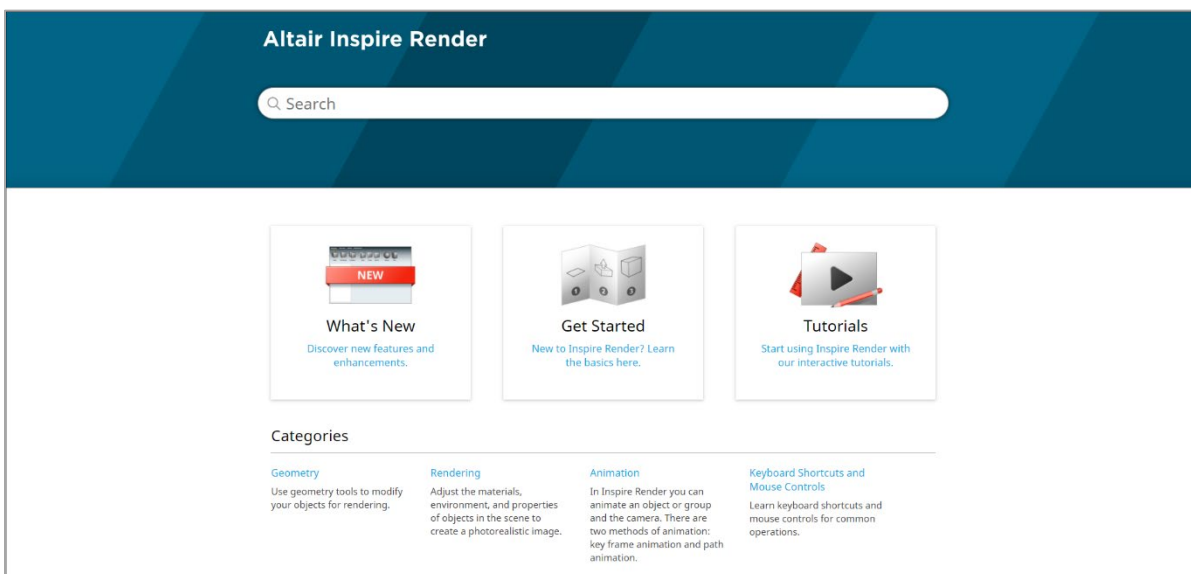 Altair Inspire Render
Search
NEW
1 2 3
What's New
Discover new features and
enhancements.
Get Started
New to Inspire Render? Learn
the basics here.
Tutorials
Start using Inspire Render with
our interactive tutorials.
Categories
Geometry
Use geometry tools to modify
your objects for rendering.
Rendering
Adjust the materials,
environment, and properties
of objects in the scene to
create a photorealistic image.
Animation
In Inspire Render you can
animate an object or group
and the camera. There are
two methods of animation:
key frame animation and path
animation.
Keyboard Shortcuts and
Mouse Controls
Learn keyboard shortcuts and
mouse controls for common
operations.